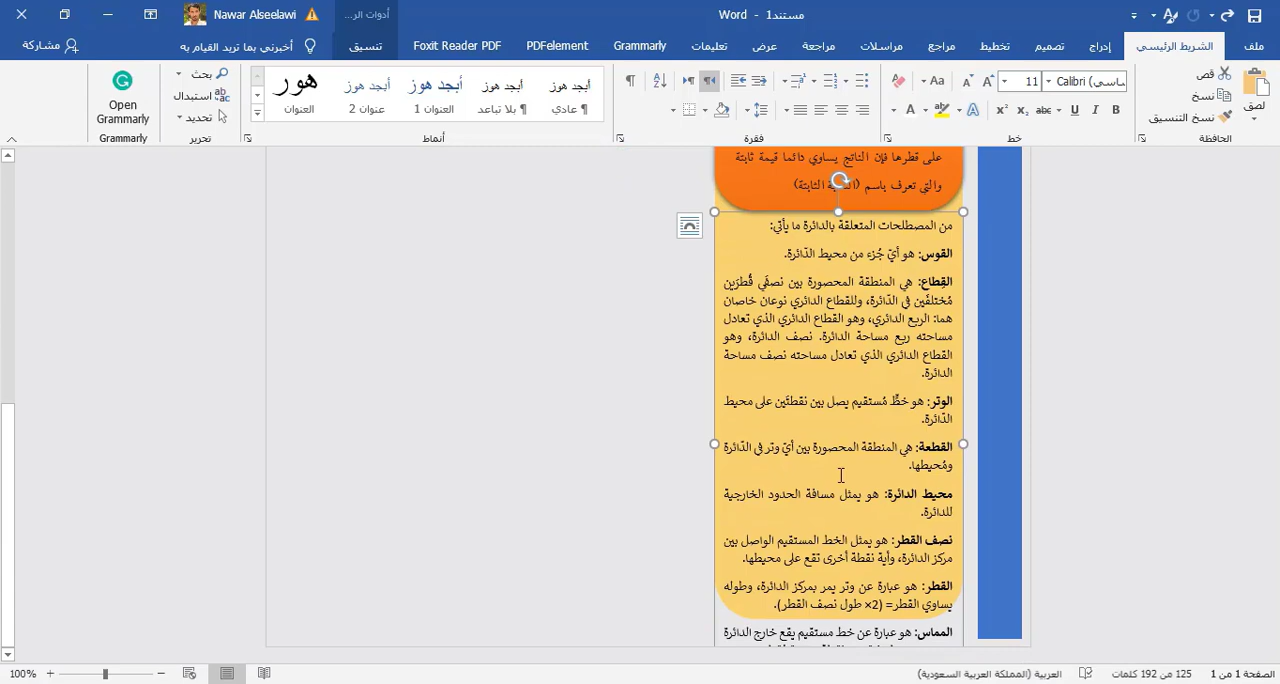 مستند1 - Word
أدوات الر...
Nawar Alseelawi
ملف
الشريط الرئيسي
إدراج
تصميم
تخطيط
مراجع
مراسلات
مراجعة
عرض
تعليمات
Grammarly
PDFelement
Foxit Reader PDF
تنسيق
أخبرني بما تريد القيام به
مشاركة
لصق
قص
نسخ
نسخ التنسيق
الحافظة
Calibri
11
Aa
B I U abc x₂ x²
خط
فقرة
أبجد هوز
¶ عادي
أبجد هوز
¶ بلا تباعد
أبجد هوز
العنوان 1
أبجد هوز
عنوان 2
هور
العنوان
أنماط
بحث
استبدال
تحديد
تحرير
Open Grammarly
Grammarly
على قطرها فإن الناتج يساوي دائما قيمة ثابتة
والتي تعرف باسم الثابتة)
من المصطلحات المتعلقة بالدائرة ما يأتي:
القوس: هو أيّ جُزء من محيط الدّائرة.
القِطاع: هي المنطقة المحصورة بين نصفَي قُطرَين
مُختلفَين في الدّائرة، وللقطاع الدائري نوعان خاصان
هما: الربع الدائري، وهو القطاع الدائري الذي تعادل
مساحته ربع مساحة الدائرة. نصف الدائرة، وهو
القطاع الدائري الذي تعادل مساحته نصف مساحة
الدائرة.
الوتر: هو خطٌّ مُستقيم يصل بين نقطتَين على محيط
الدّائرة.
القطعة: هي المنطقة المحصورة بين أيّ وتر في الدّائرة
ومُحيطها.
محيط الدائرة: هو يمثل مسافة الحدود الخارجية
للدائرة.
نصف القطر: هو يمثل الخط المستقيم الواصل بين
مركز الدائرة، وأية نقطة أخرى تقع على محيطها.
القطر: هو عبارة عن وتر يمر بمركز الدائرة، وطوله
يساوي القطر= (2× طول نصف القطر).
المماس: هو عبارة عن خط مستقيم يقع خارج الدائرة
الصفحة 1 من 1
125 من 192 كلمات
العربية (المملكة العربية السعودية)
100%